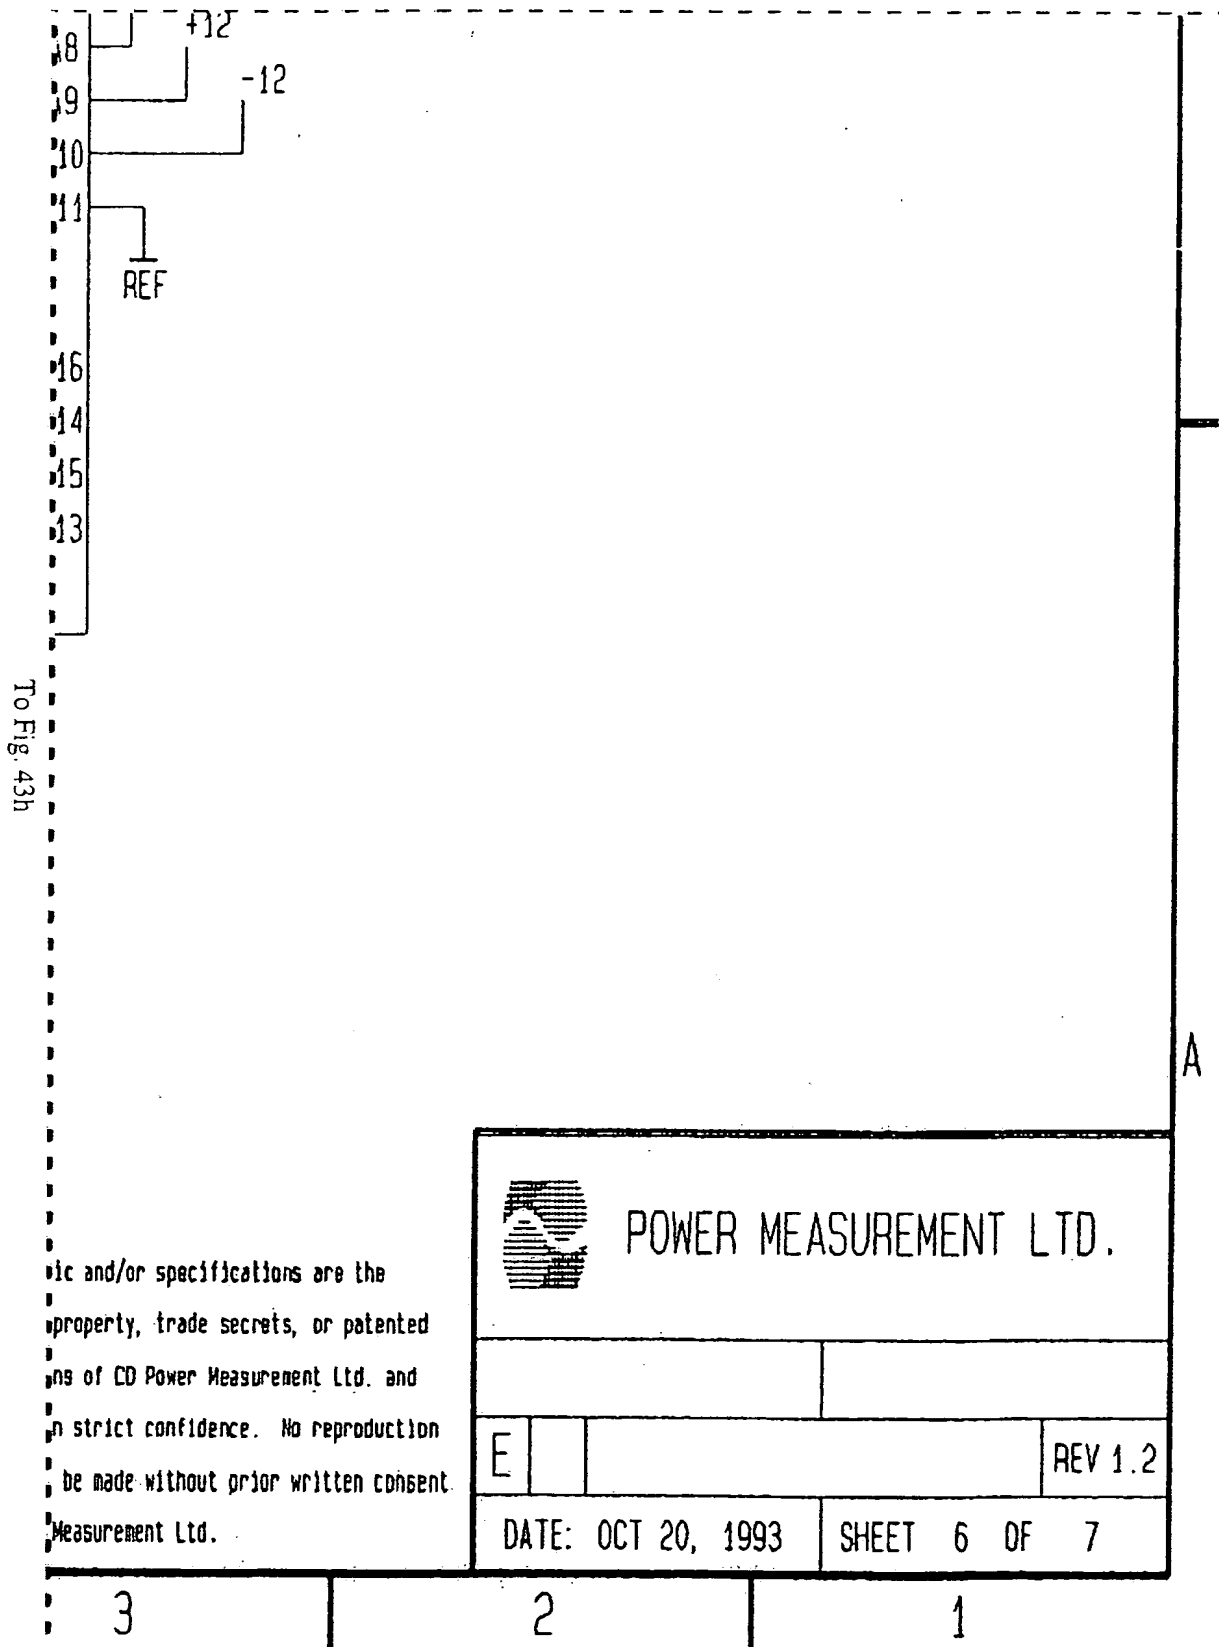 +12
18
-12
19
10
11
REF
16
14
15
13
To Fig. 43h
A
POWER MEASUREMENT LTD.
ic and/or specifications are the
property, trade secrets, or patented
ns of CD Power Measurement Ltd. and
n strict confidence. No reproduction
be made without prior written consent
Measurement Ltd.
E
REV 1.2
DATE: OCT 20, 1993
SHEET 6 OF 7
3
2
1